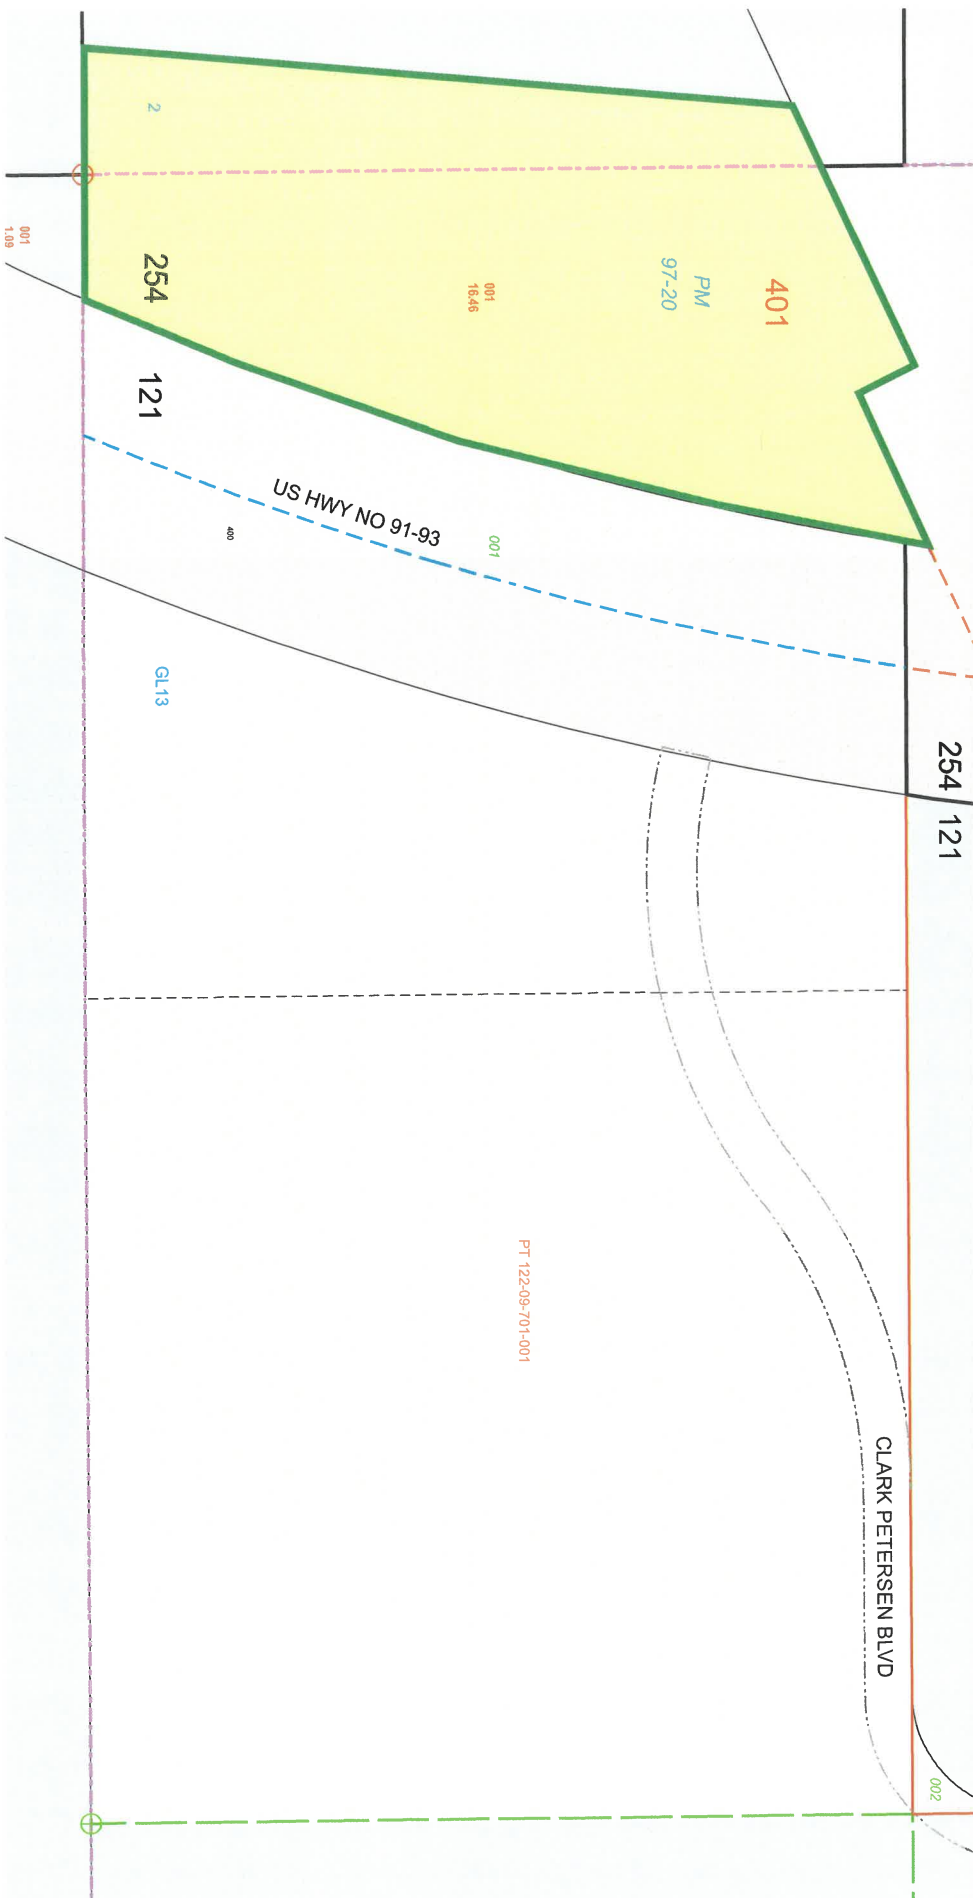 2
001
1.09
254
121
001
16.46
PM
97-20
401
US HWY NO 91-93
400
001
GL13
254
121
PT 122-09-701-001
CLARK PETERSEN BLVD
002